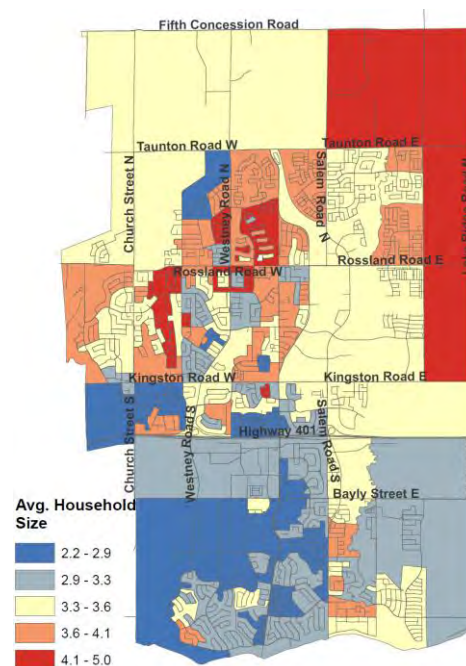 Fifth Concession Road
Taunton Road W
Taunton Road E
Church Street N
Westney Road N
Salem Road N
Rossland Road W
Rossland Road E
Kingston Road W
Kingston Road E
Church Street S
Westney Road S
Highway 401
Salem Road S
Bayly Street E
Avg. Household
Size
2.2 - 2.9
2.9 - 3.3
3.3 - 3.6
3.6 - 4.1
4.1 - 5.0